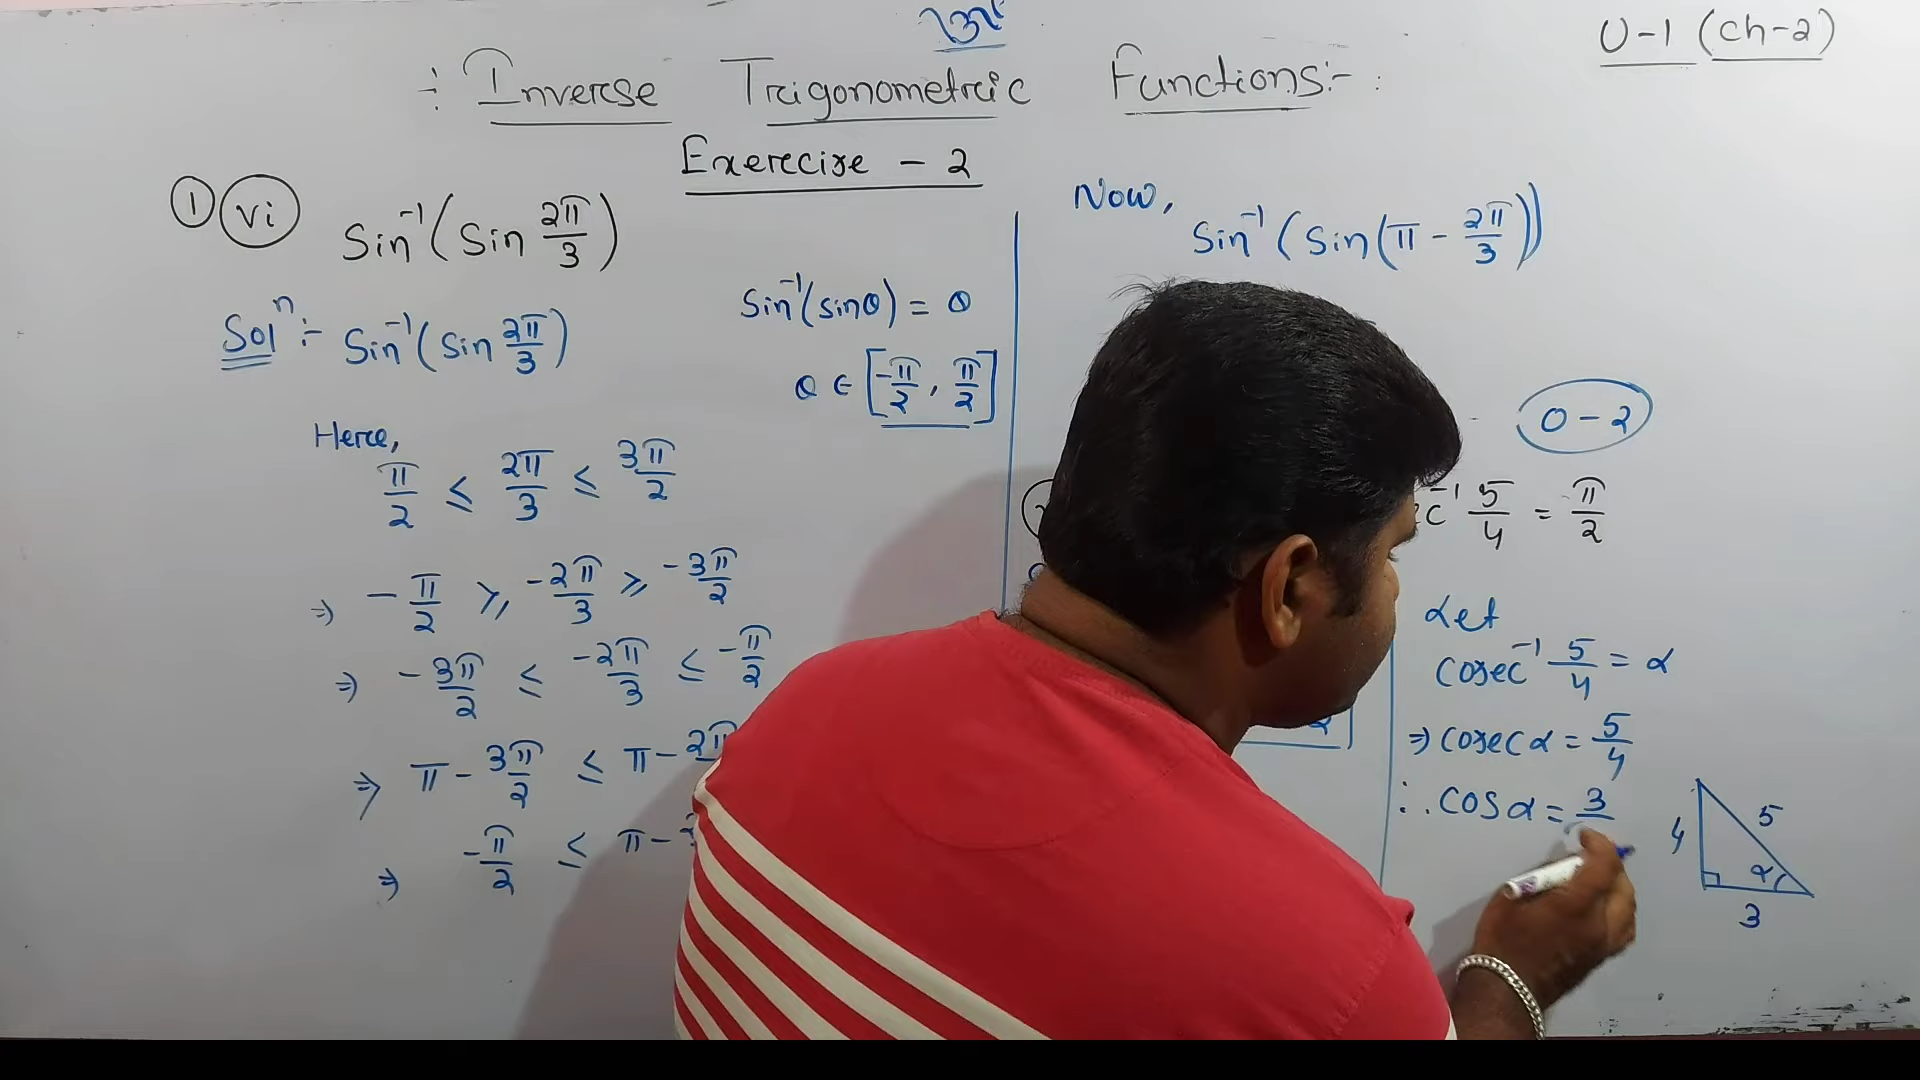 U-1 (Ch-2)
:- Inverse Trigonometric Functions:-
Exercise - 2
① (vi) Sin⁻¹(Sin 2π/3)
Solⁿ:- Sin⁻¹(Sin 2π/3)
Sin⁻¹(sinθ) = θ
θ ∈ [-π/2, π/2]
Here,
π/2 ≤ 2π/3 ≤ 3π/2
⇒ -π/2 ≥ -2π/3 ≥ -3π/2
⇒ -3π/2 ≤ -2π/3 ≤ -π/2
⇒ π - 3π/2 ≤ π - 2π
⇒ -π/2 ≤ π -
Now,
Sin⁻¹(Sin(π - 2π/3))
0-2
c⁻¹ 5/4 = π/2
Let
Cosec⁻¹ 5/4 = α
⇒ Cosec α = 5/4
∴ Cos α = 3
4 5
α
3